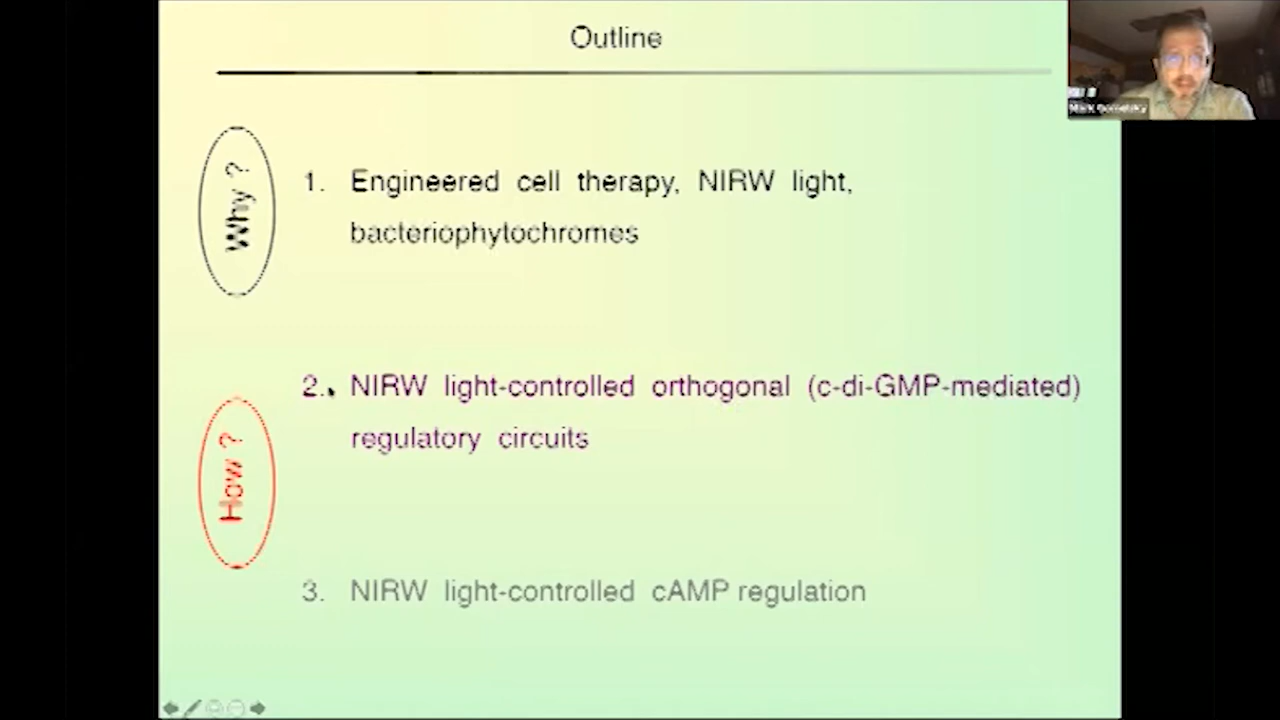 Outline
Why ?
1. Engineered cell therapy, NIRW light,
bacteriophytochromes
How ?
2. NIRW light-controlled orthogonal (c-di-GMP-mediated)
regulatory circuits
3. NIRW light-controlled cAMP regulation
Mark